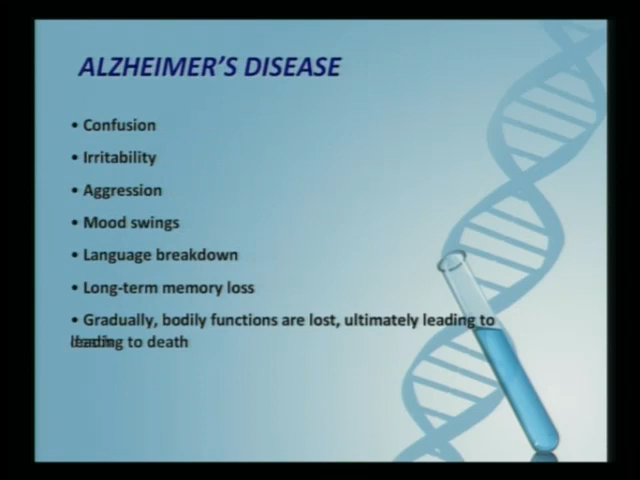 ALZHEIMER'S DISEASE
• Confusion
• Irritability
• Aggression
• Mood swings
• Language breakdown
• Long-term memory loss
• Gradually, bodily functions are lost, ultimately leading to
leading to death